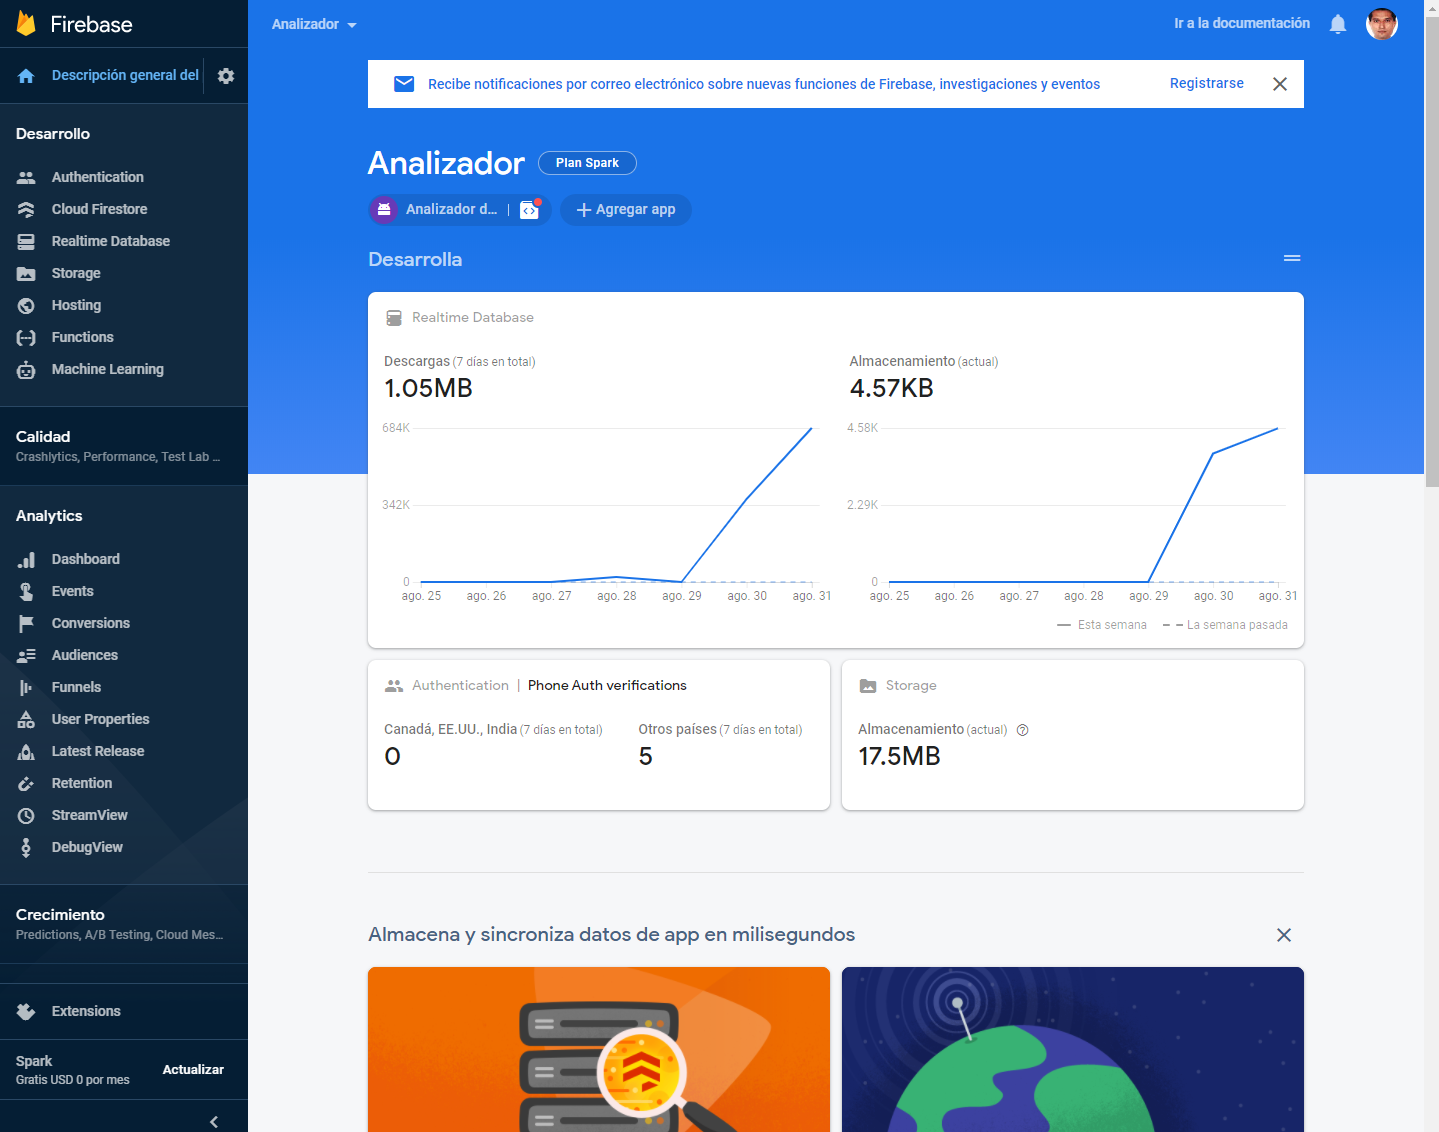 Firebase
Descripción general del
Desarrollo
Authentication
Cloud Firestore
Realtime Database
Storage
Hosting
Functions
Machine Learning
Calidad
Crashlytics, Performance, Test Lab ...
Analytics
Dashboard
Events
Conversions
Audiences
Funnels
User Properties
Latest Release
Retention
StreamView
DebugView
Crecimiento
Predictions, A/B Testing, Cloud Mes...
Extensions
Spark
Gratis USD 0 por mes
Actualizar
Analizador
Ir a la documentación
Recibe notificaciones por correo electrónico sobre nuevas funciones de Firebase, investigaciones y eventos
Registrarse
Analizador
Plan Spark
Analizador d...
Agregar app
Desarrolla
Realtime Database
Descargas (7 días en total)
1.05MB
684K
342K
0
ago. 25 ago. 26 ago. 27 ago. 28 ago. 29 ago. 30 ago. 31
Almacenamiento (actual)
4.57KB
4.58K
2.29K
0
ago. 25 ago. 26 ago. 27 ago. 28 ago. 29 ago. 30 ago. 31
Esta semana La semana pasada
Authentication | Phone Auth verifications
Canadá, EE.UU., India (7 días en total)
0
Otros países (7 días en total)
5
Storage
Almacenamiento (actual)
17.5MB
Almacena y sincroniza datos de app en milisegundos